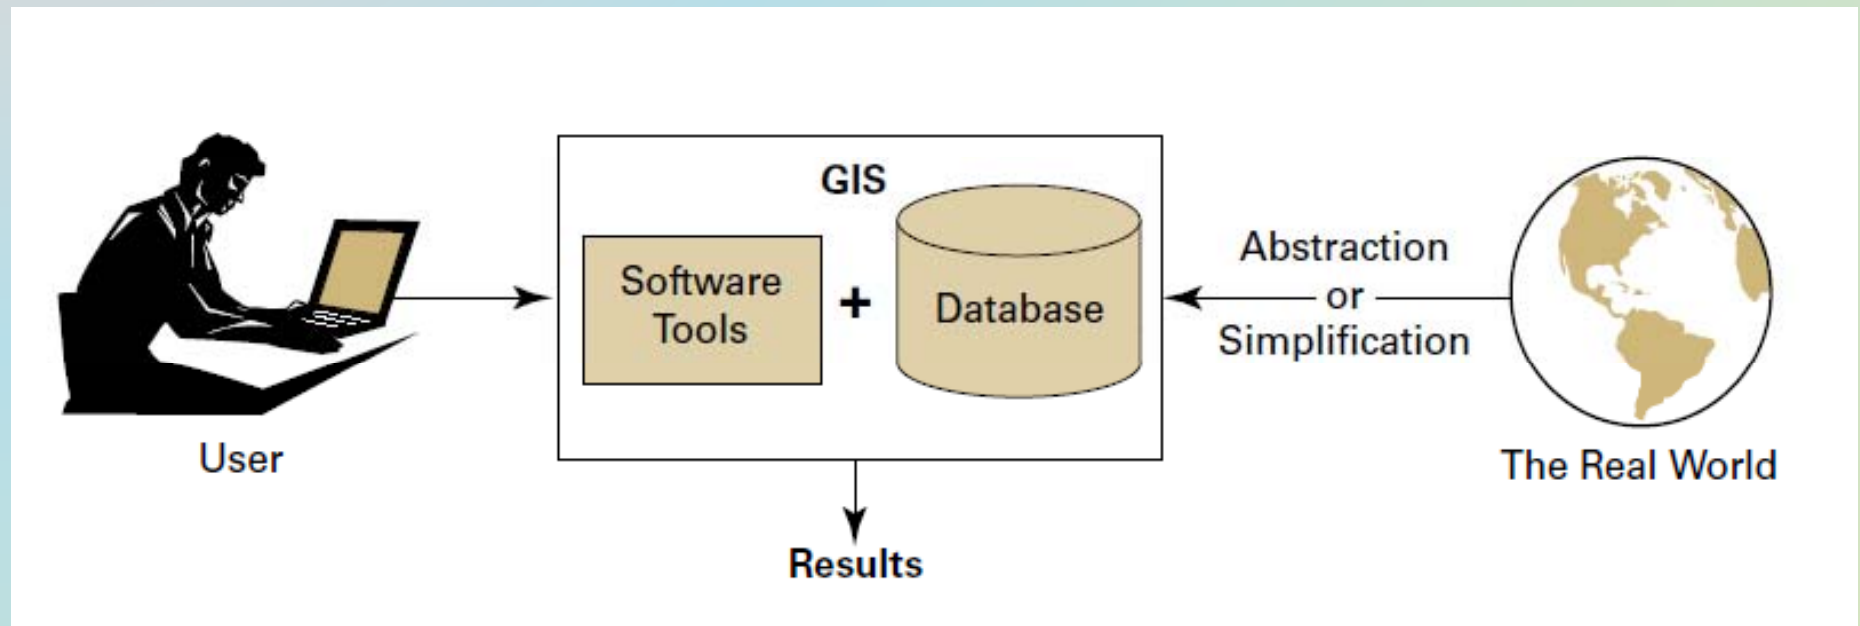 GIS
Software
Tools
+
Database
Abstraction
or
Simplification
User
The Real World
Results